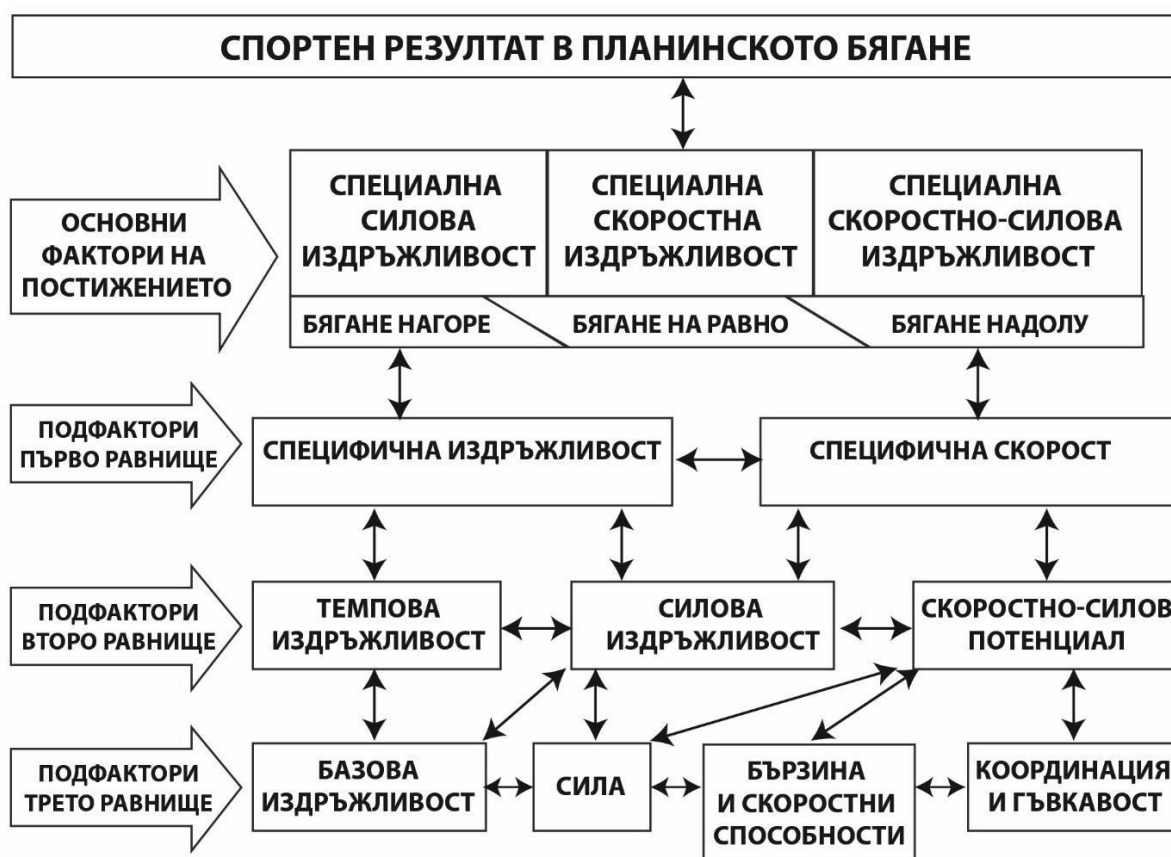 СПОРТЕН РЕЗУЛТАТ В ПЛАНИНСКОТО БЯГАНЕ
ОСНОВНИ
ФАКТОРИ НА
ПОСТИЖЕНИЕТО
СПЕЦИАЛНА
СИЛОВА
ИЗДРЪЖЛИВОСТ
СПЕЦИАЛНА
СКОРОСТНА
ИЗДРЪЖЛИВОСТ
СПЕЦИАЛНА
СКОРОСТНО-СИЛОВА
ИЗДРЪЖЛИВОСТ
БЯГАНЕ НАГОРЕ
БЯГАНЕ НА РАВНО
БЯГАНЕ НАДОЛУ
ПОДФАКТОРИ
ПЪРВО РАВНИЩЕ
СПЕЦИФИЧНА ИЗДРЪЖЛИВОСТ
СПЕЦИФИЧНА СКОРОСТ
ПОДФАКТОРИ
ВТОРО РАВНИЩЕ
ТЕМПОВА
ИЗДРЪЖЛИВОСТ
СИЛОВА
ИЗДРЪЖЛИВОСТ
СКОРОСТНО-СИЛОВ
ПОТЕНЦИАЛ
ПОДФАКТОРИ
ТРЕТО РАВНИЩЕ
БАЗОВА
ИЗДРЪЖЛИВОСТ
СИЛА
БЪРЗИНА
И СКОРОСТНИ
СПОСОБНОСТИ
КООРДИНАЦИЯ
И ГЪВКАВОСТ